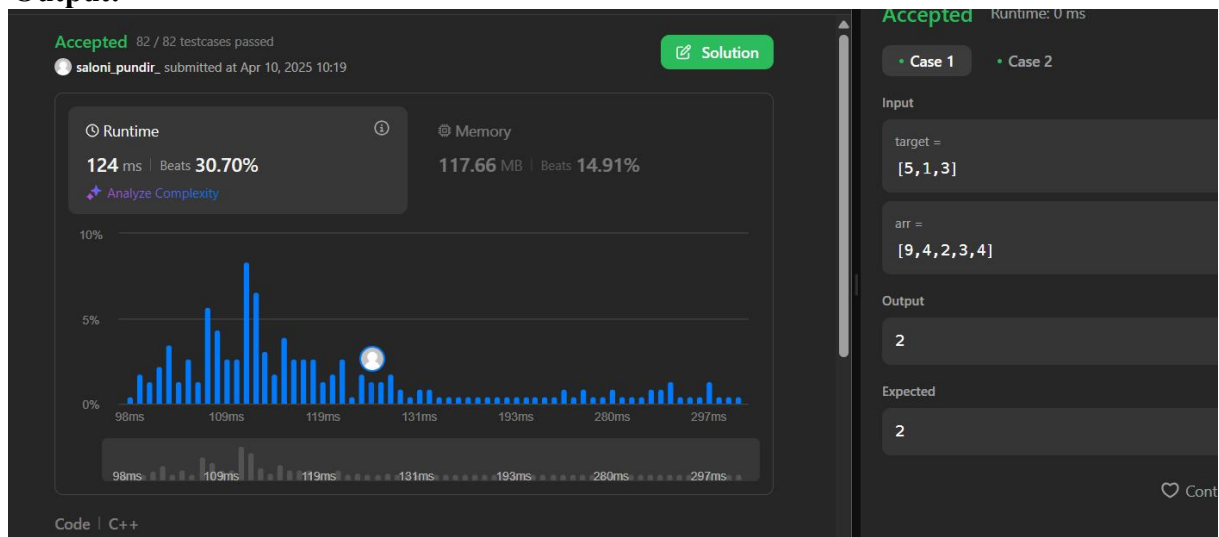 Output:
Accepted 82 / 82 testcases passed
saloni_pundir_ submitted at Apr 10, 2025 10:19
Solution
Runtime
124 ms | Beats 30.70%
Analyze Complexity
Memory
117.66 MB | Beats 14.91%
10%
5%
0%
98ms 109ms 119ms 131ms 193ms 280ms 297ms
98ms 109ms 119ms 131ms 193ms 280ms 297ms
Code | C++
Accepted Runtime: 0 ms
• Case 1 • Case 2
Input
target =
[5,1,3]
arr =
[9,4,2,3,4]
Output
2
Expected
2
Cont